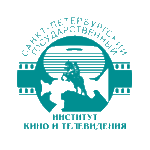 САНКТ-ПЕТЕРБУРГСКИЙ
ГОСУДАРСТВЕННЫЙ
ИНСТИТУТ
КИНО И ТЕЛЕВИДЕНИЯ